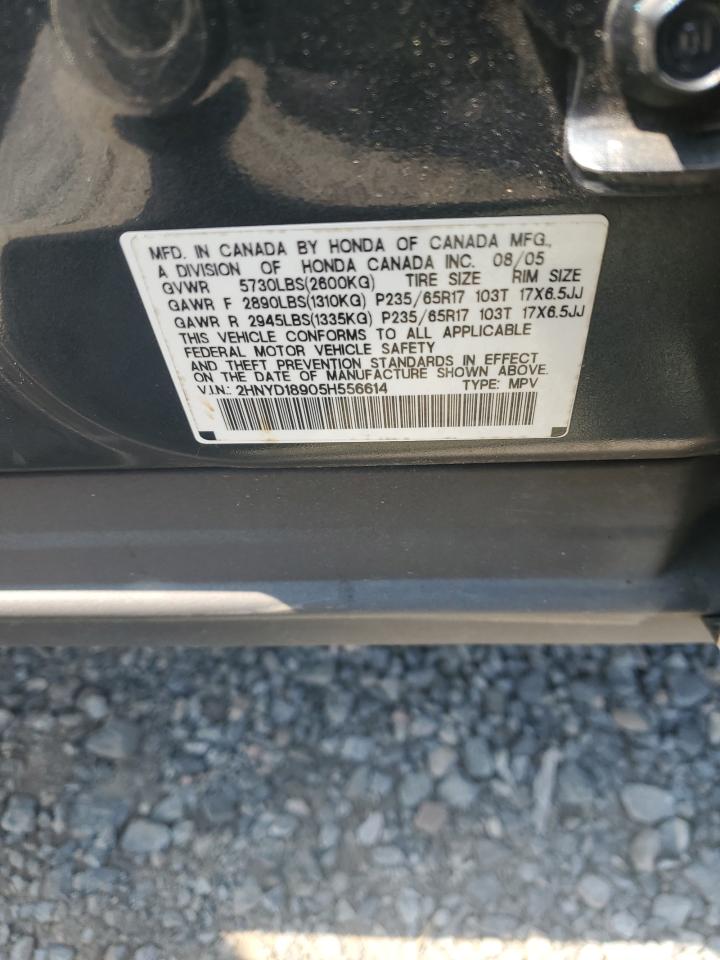 MFD. IN CANADA BY HONDA OF CANADA MFG.,
A DIVISION OF HONDA CANADA INC. 08/05
GVWR 5730LBS(2600KG) TIRE SIZE RIM SIZE
GAWR F 2890LBS(1310KG) P235/65R17 103T 17X6.5JJ
GAWR R 2945LBS(1335KG) P235/65R17 103T 17X6.5JJ
THIS VEHICLE CONFORMS TO ALL APPLICABLE
FEDERAL MOTOR VEHICLE SAFETY
AND THEFT PREVENTION STANDARDS IN EFFECT
ON THE DATE OF MANUFACTURE SHOWN ABOVE.
V.I.N.: 2HNYD18905H556614 TYPE: MPV